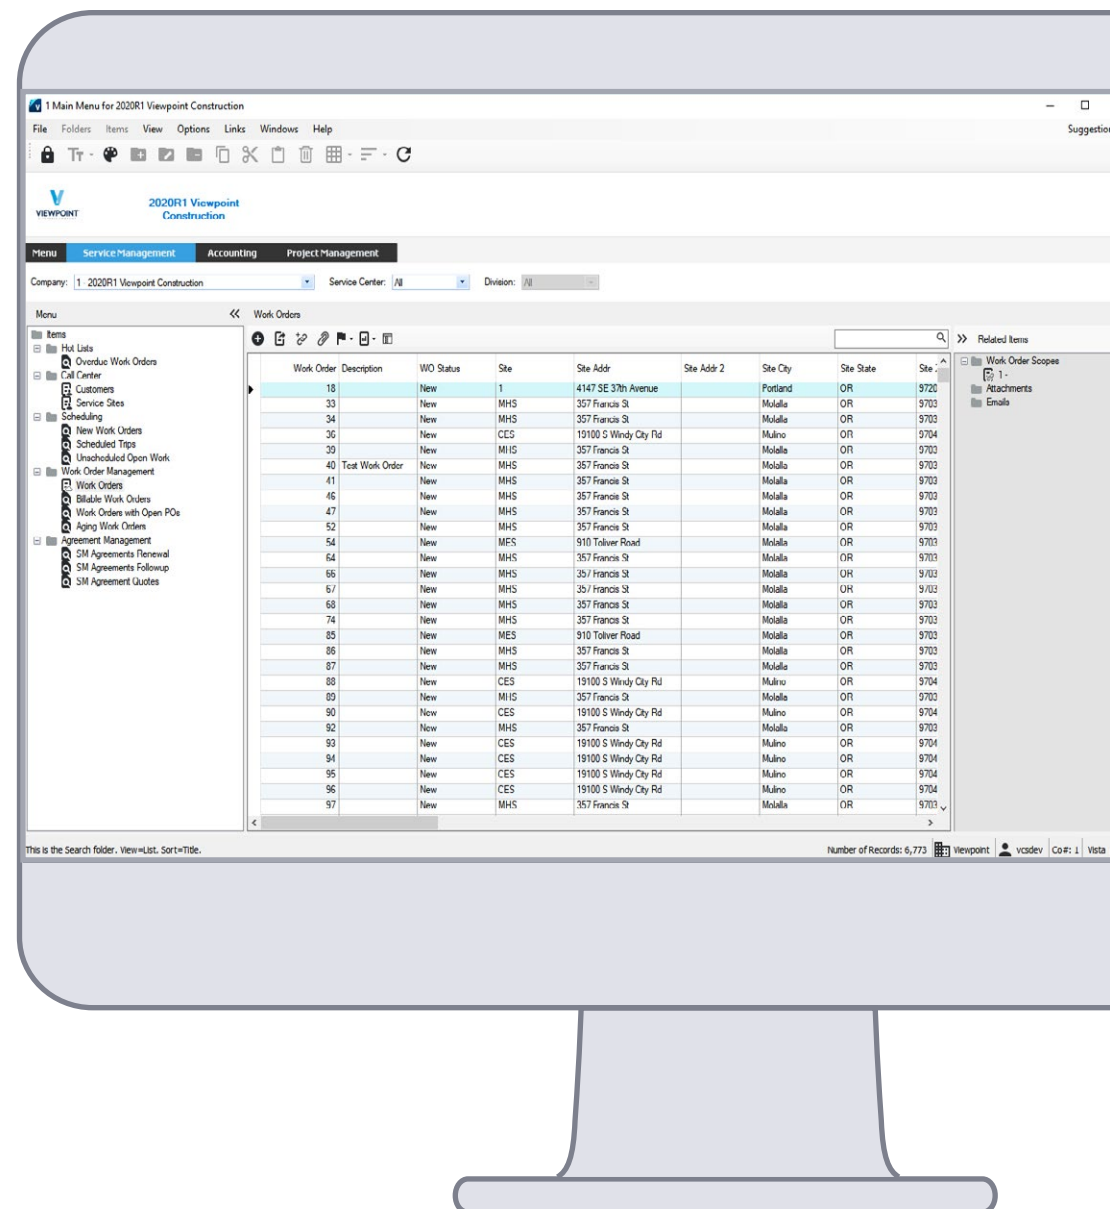 1 Main Menu for 2020R1 Viewpoint Construction
File Folders Items View Options Links Windows Help
Suggestion
VIEWPOINT
2020R1 Viewpoint
Construction
Menu Service Management Accounting Project Management
Company: 1 2020R1 Viewpoint Construction Service Center: All Division: All
Menu
Items
Hot Lists
Overdue Work Orders
Call Center
Customers
Service Sites
Scheduling
New Work Orders
Scheduled Trips
Unscheduled Open Work
Work Order Management
Work Orders
Billable Work Orders
Work Orders with Open POs
Aging Work Orders
Agreement Management
SM Agreements Renewal
SM Agreements Followup
SM Agreement Quotes
Work Orders
Work Order Description WO Status Site Site Addr Site Addr 2 Site City Site State Site
18 New 1 4147 SE 37th Avenue Portland OR 9720
33 New MHS 357 Francis St Molalla OR 9703
34 New MHS 357 Francis St Molalla OR 9703
36 New CES 19100 S Windy City Rd Mulino OR 9704
39 New MHS 357 Francis St Molalla OR 9703
40 Test Work Order New MHS 357 Francis St Molalla OR 9703
41 New MHS 357 Francis St Molalla OR 9703
46 New MHS 357 Francis St Molalla OR 9703
47 New MHS 357 Francis St Molalla OR 9703
52 New MHS 357 Francis St Molalla OR 9703
54 New MES 910 Toliver Road Molalla OR 9703
64 New MHS 357 Francis St Molalla OR 9703
66 New MHS 357 Francis St Molalla OR 9703
67 New MHS 357 Francis St Molalla OR 9703
68 New MHS 357 Francis St Molalla OR 9703
74 New MHS 357 Francis St Molalla OR 9703
85 New MES 910 Toliver Road Molalla OR 9703
86 New MHS 357 Francis St Molalla OR 9703
87 New MHS 357 Francis St Molalla OR 9703
88 New CES 19100 S Windy City Rd Mulino OR 9704
89 New MHS 357 Francis St Molalla OR 9703
90 New CES 19100 S Windy City Rd Mulino OR 9704
92 New MHS 357 Francis St Molalla OR 9703
93 New CES 19100 S Windy City Rd Mulino OR 9704
94 New CES 19100 S Windy City Rd Mulino OR 9704
95 New CES 19100 S Windy City Rd Mulino OR 9704
96 New CES 19100 S Windy City Rd Mulino OR 9704
97 New MHS 357 Francis St Molalla OR 9703
Related Items
Work Order Scopes
1 -
Attachments
Emails
This is the Search folder. View=List. Sort=Title.
Number of Records: 6,773 Viewpoint vcsdev Co#: 1 Vista